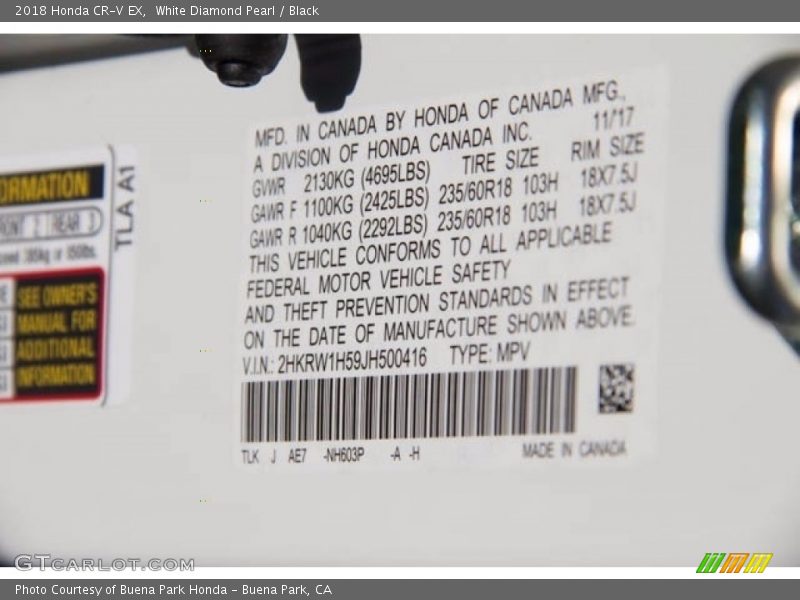 2018 Honda CR-V EX, White Diamond Pearl / Black
MFD. IN CANADA BY HONDA OF CANADA MFG.,
A DIVISION OF HONDA CANADA INC. 11/17
GVWR 2130KG (4695LBS) TIRE SIZE RIM SIZE
GAWR F 1100KG (2425LBS) 235/60R18 103H 18X7.5J
GAWR R 1040KG (2292LBS) 235/60R18 103H 18X7.5J
THIS VEHICLE CONFORMS TO ALL APPLICABLE
FEDERAL MOTOR VEHICLE SAFETY
AND THEFT PREVENTION STANDARDS IN EFFECT
ON THE DATE OF MANUFACTURE SHOWN ABOVE.
V.I.N.: 2HKRW1H59JH500416 TYPE: MPV
TLK J AE7 -NH603P -A -H MADE IN CANADA
ORMATION
FRONT 2 REAR 3
TLA A1
SEE OWNER'S
MANUAL FOR
ADDITIONAL
INFORMATION
GTCARLOT.COM
Photo Courtesy of Buena Park Honda - Buena Park, CA